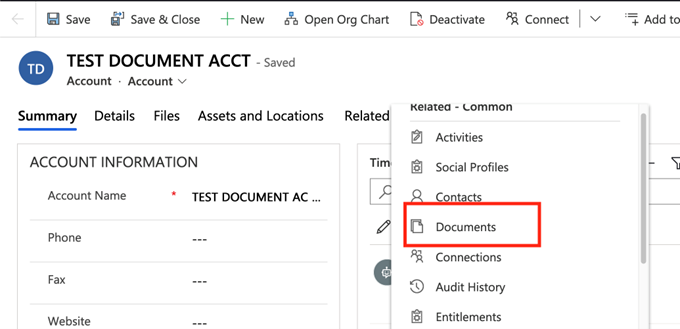 Save Save & Close New Open Org Chart Deactivate Connect Add to
TD TEST DOCUMENT ACCT - Saved
Account · Account
Summary Details Files Assets and Locations Related
Related - Common
ACCOUNT INFORMATION
Account Name * TEST DOCUMENT AC ...
Phone ---
Fax ---
Website ---
Time
Activities
Social Profiles
Contacts
Documents
Connections
Audit History
Entitlements